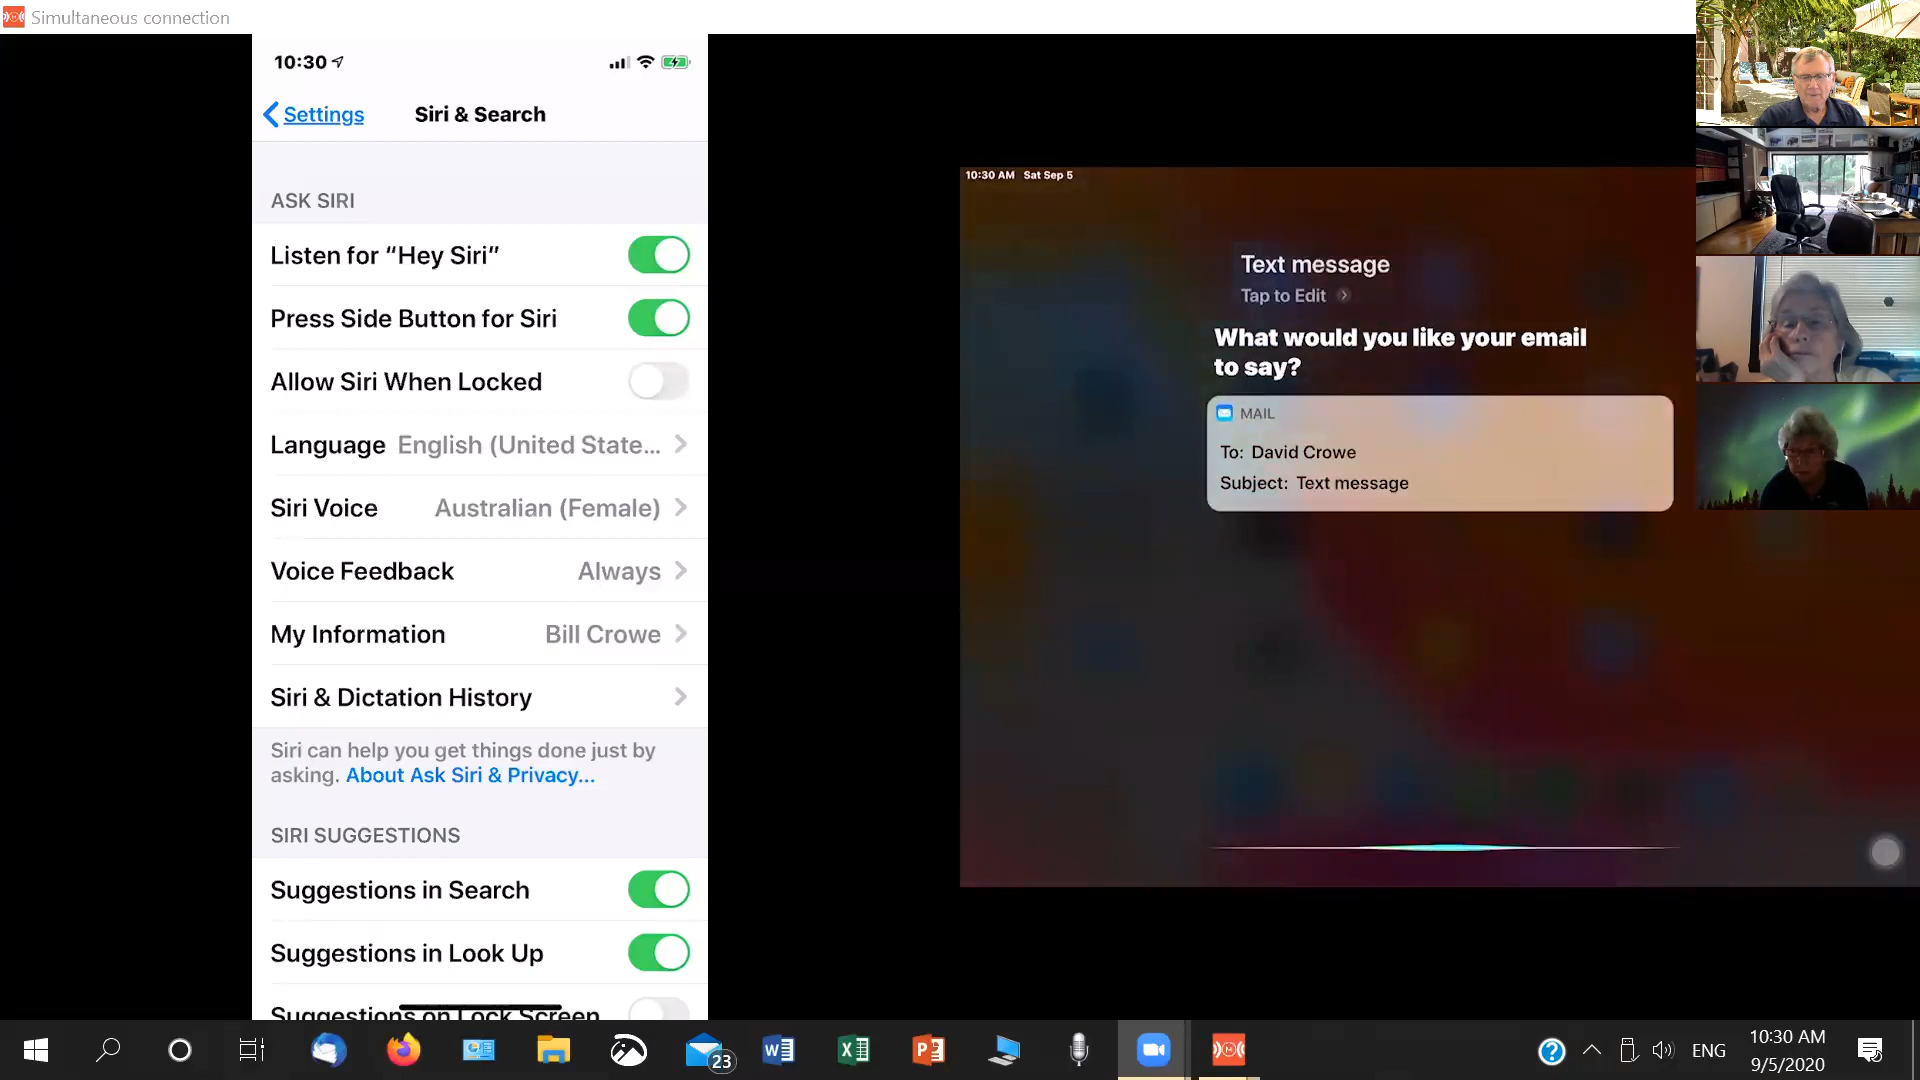 Simultaneous connection
10:30
Settings
Siri & Search
ASK SIRI
Listen for “Hey Siri”
Press Side Button for Siri
Allow Siri When Locked
Language English (United State...
Siri Voice Australian (Female)
Voice Feedback Always
My Information Bill Crowe
Siri & Dictation History
Siri can help you get things done just by
asking. About Ask Siri & Privacy...
SIRI SUGGESTIONS
Suggestions in Search
Suggestions in Look Up
Suggestions on Lock Screen
10:30 AM Sat Sep 5
Text message
Tap to Edit
What would you like your email
to say?
MAIL
To: David Crowe
Subject: Text message
23
ENG
10:30 AM
9/5/2020